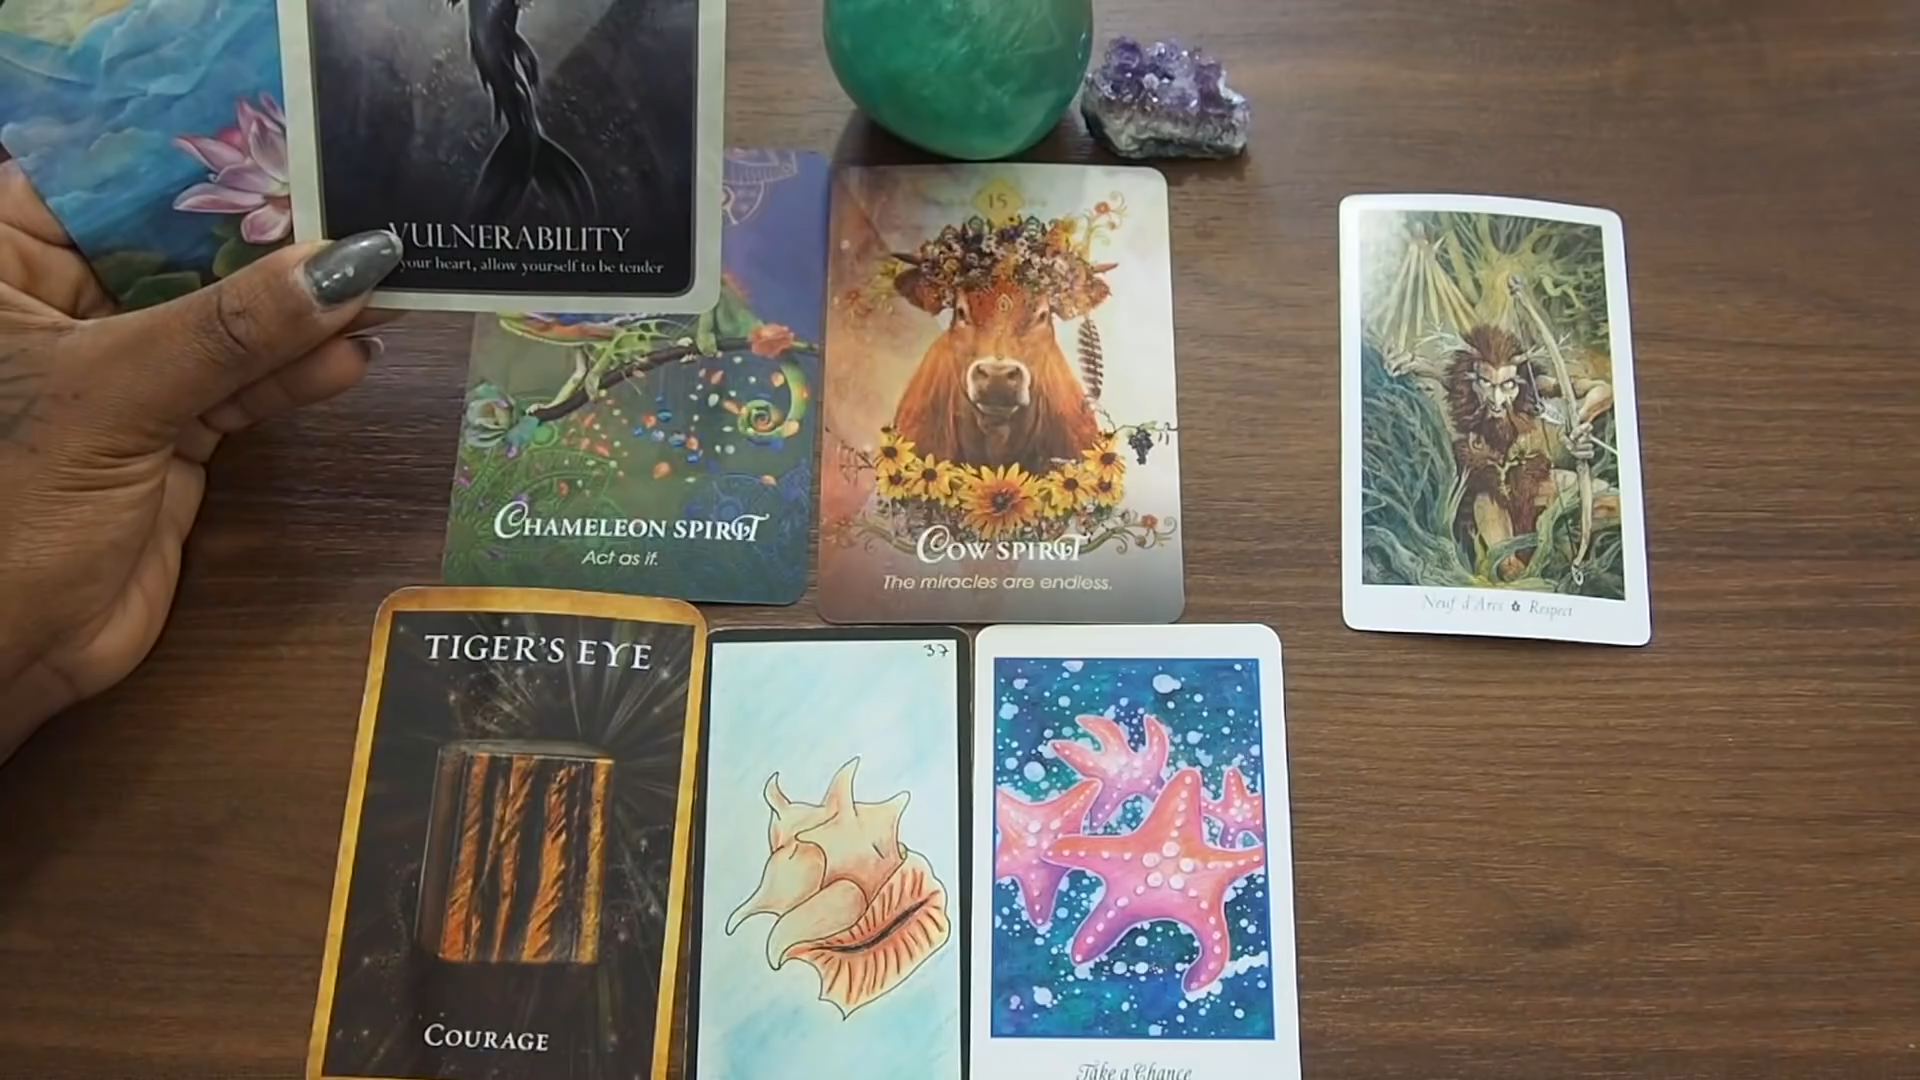 VULNERABILITY
your heart, allow yourself to be tender
15
CHAMELEON SPIRIT
Act as if.
COW SPIRIT
The miracles are endless.
Neuf d'Arcs Respect
TIGER'S EYE
COURAGE
37
Take a Chance